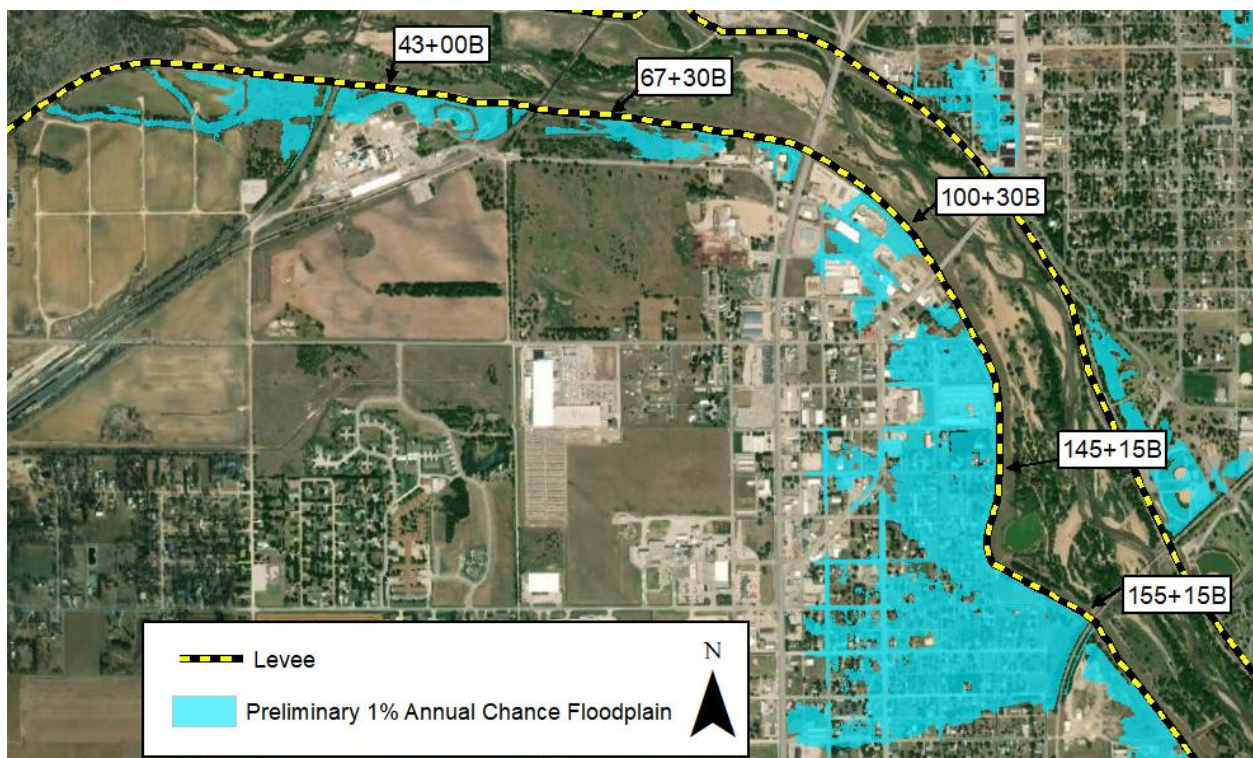 43+00B
67+30B
100+30B
145+15B
155+15B
N
Levee
Preliminary 1% Annual Chance Floodplain